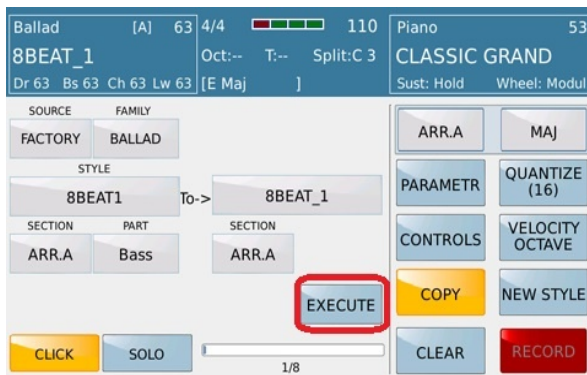 Ballad [A] 63 4/4 110 Piano 53
8BEAT_1 Oct:-- T:-- Split:C 3 CLASSIC GRAND
Dr 63 Bs 63 Ch 63 Lw 63 [E Maj ] Sust: Hold Wheel: Modul
SOURCE FAMILY
FACTORY BALLAD
STYLE
8BEAT1 To-> 8BEAT_1
SECTION PART SECTION
ARR.A Bass ARR.A
EXECUTE
CLICK SOLO
1/8
ARR.A MAJ
PARAMETR QUANTIZE
(16)
CONTROLS VELOCITY
OCTAVE
COPY NEW STYLE
CLEAR RECORD